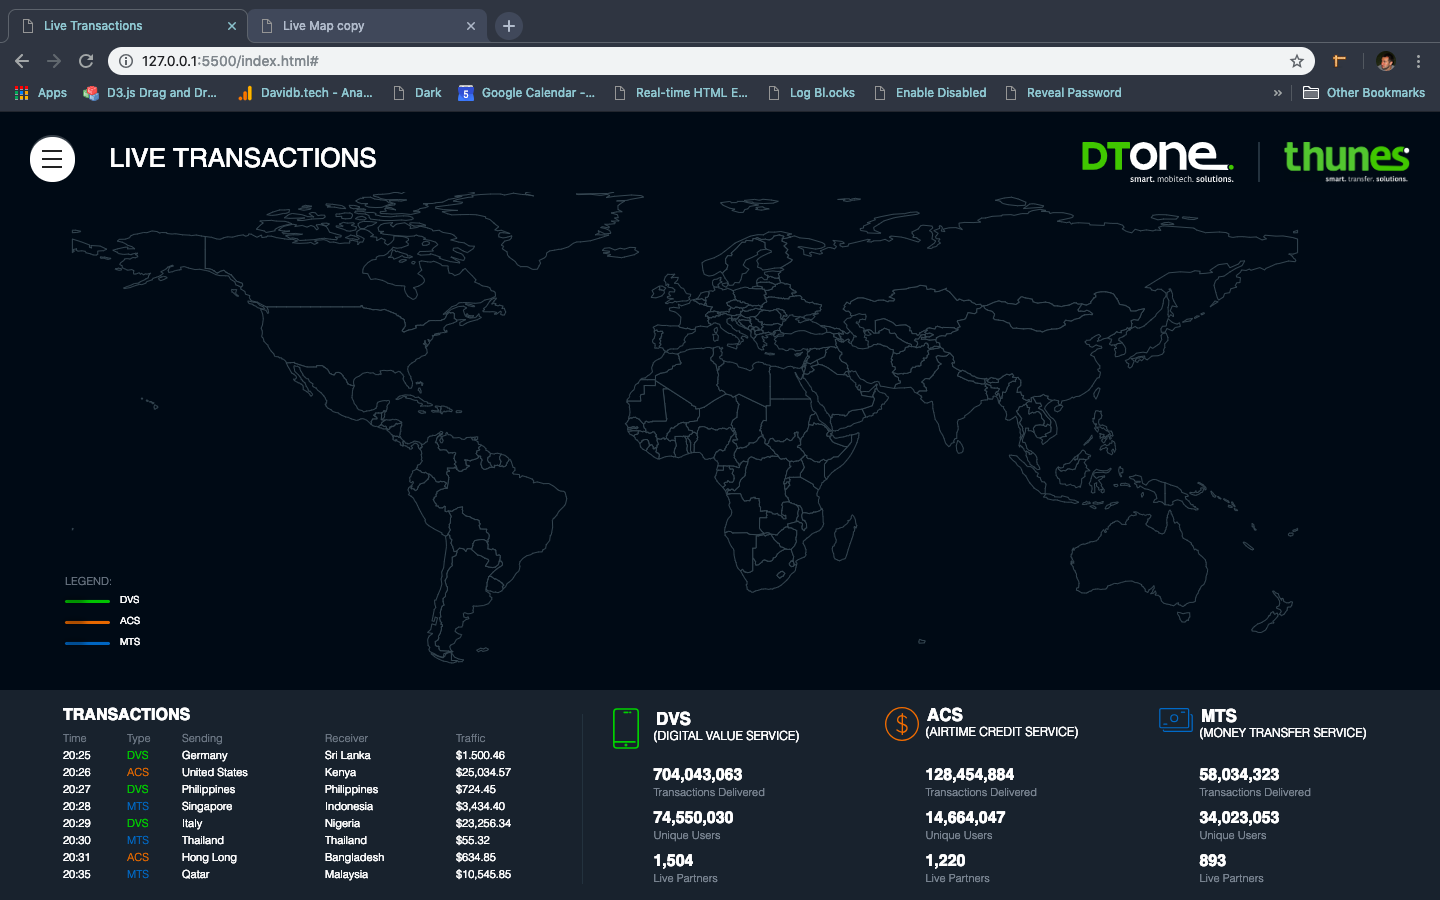 Live Transactions
Live Map copy
127.0.0.1:5500/index.html#
Apps
D3.js Drag and Dr...
Davidb.tech - Ana...
Dark
5
Google Calendar -...
Real-time HTML E...
Log Bl.ocks
Enable Disabled
Reveal Password
»
Other Bookmarks
LIVE TRANSACTIONS
DTone.
smart. mobitech. solutions.
thunes
smart. transfer. solutions.
LEGEND:
DVS
ACS
MTS
TRANSACTIONS
Time Type Sending Receiver Traffic
20:25 DVS Germany Sri Lanka $1.500.46
20:26 ACS United States Kenya $25,034.57
20:27 DVS Philippines Philippines $724.45
20:28 MTS Singapore Indonesia $3,434.40
20:29 DVS Italy Nigeria $23,256.34
20:30 MTS Thailand Thailand $55.32
20:31 ACS Hong Long Bangladesh $634.85
20:35 MTS Qatar Malaysia $10,545.85
DVS
(DIGITAL VALUE SERVICE)
704,043,063
Transactions Delivered
74,550,030
Unique Users
1,504
Live Partners
$
ACS
(AIRTIME CREDIT SERVICE)
128,454,884
Transactions Delivered
14,664,047
Unique Users
1,220
Live Partners
MTS
(MONEY TRANSFER SERVICE)
58,034,323
Transactions Delivered
34,023,053
Unique Users
893
Live Partners